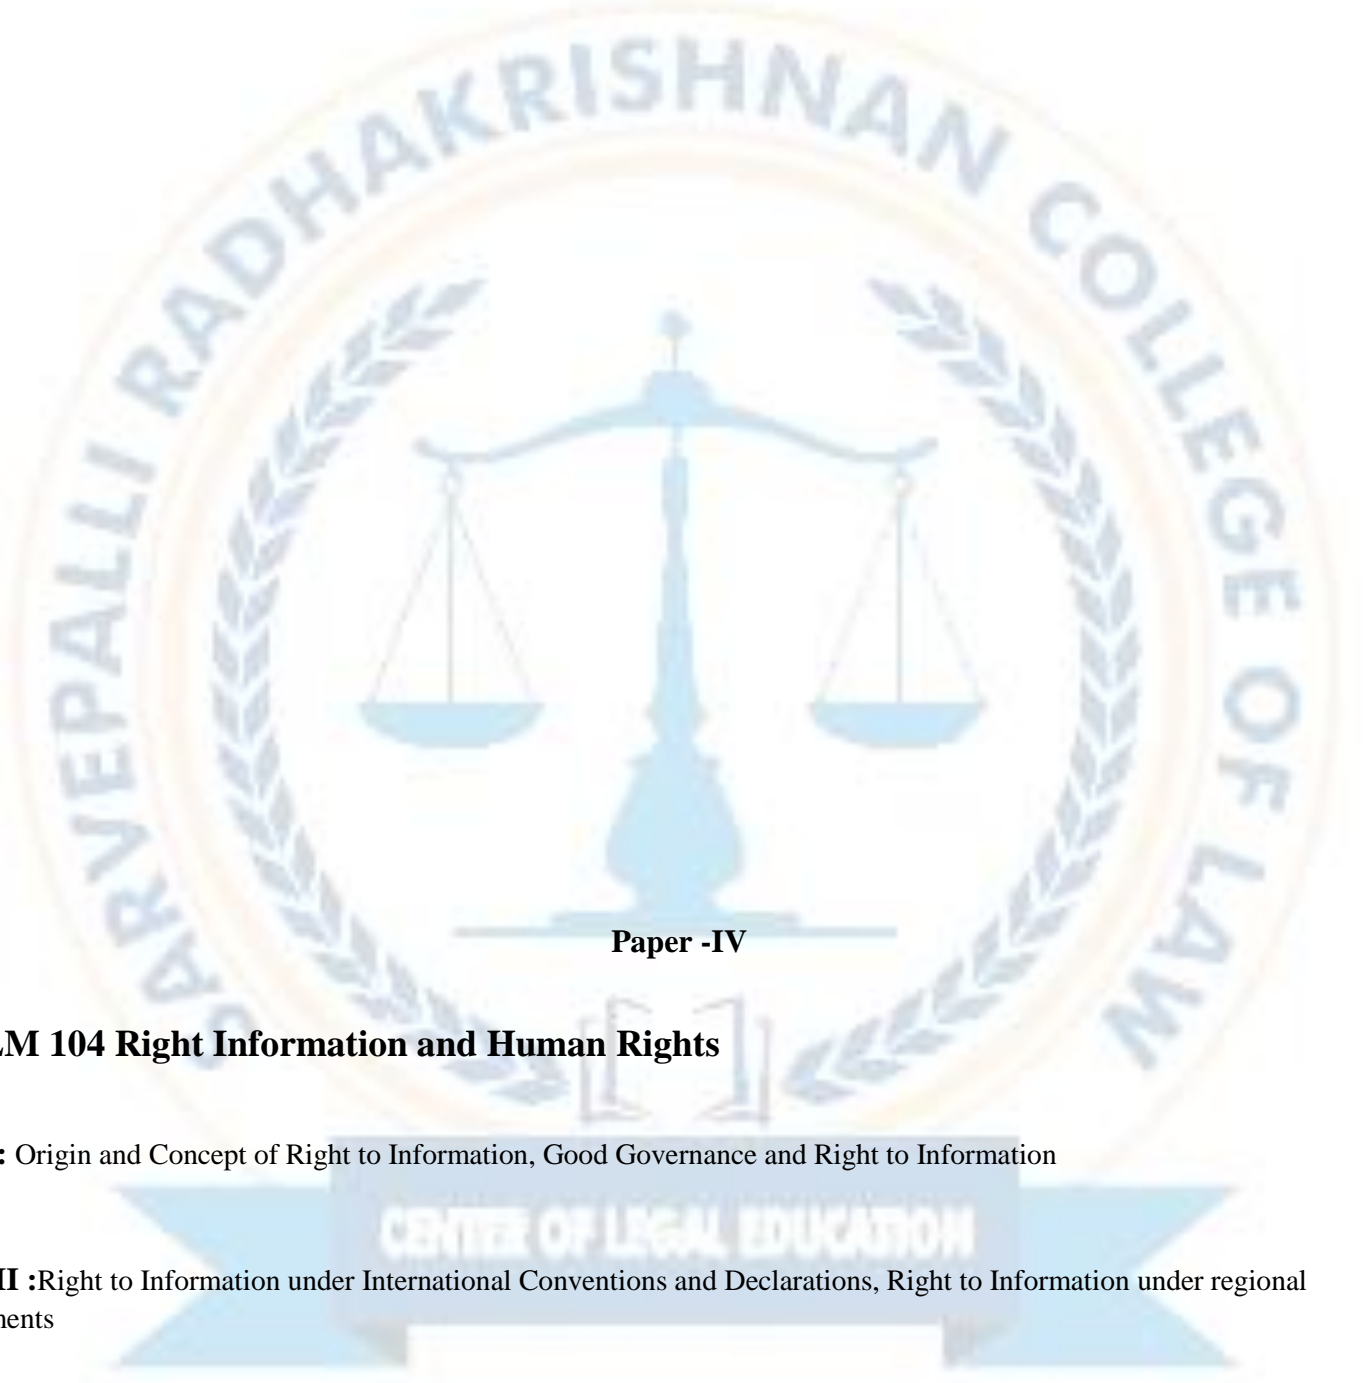 SARVEPALLI RADHAKRISHNAN COLLEGE OF LAW
Paper -IV
LM 104 Right Information and Human Rights
: Origin and Concept of Right to Information, Good Governance and Right to Information
CENTER OF LEGAL EDUCATION
II :Right to Information under International Conventions and Declarations, Right to Information under regional